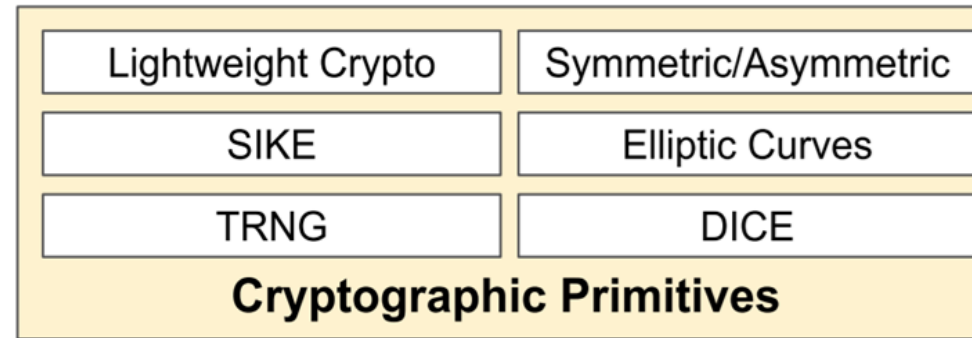 Lightweight Crypto
Symmetric/Asymmetric
SIKE
Elliptic Curves
TRNG
DICE
Cryptographic Primitives